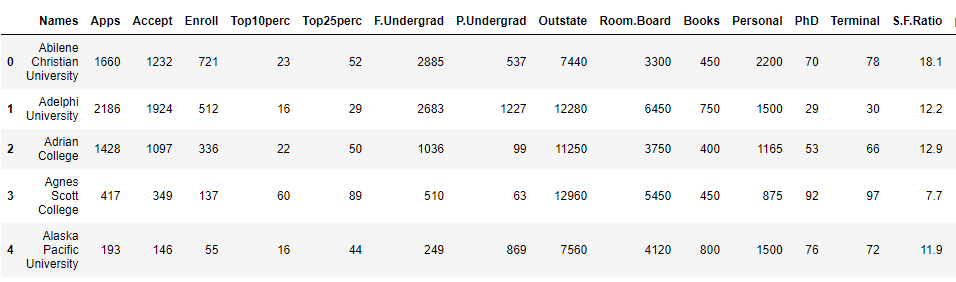 Names Apps Accept Enroll Top10perc Top25perc F.Undergrad P.Undergrad Outstate Room.Board Books Personal PhD Terminal S.F.Ratio
0 Abilene Christian University 1660 1232 721 23 52 2885 537 7440 3300 450 2200 70 78 18.1
1 Adelphi University 2186 1924 512 16 29 2683 1227 12280 6450 750 1500 29 30 12.2
2 Adrian College 1428 1097 336 22 50 1036 99 11250 3750 400 1165 53 66 12.9
3 Agnes Scott College 417 349 137 60 89 510 63 12960 5450 450 875 92 97 7.7
4 Alaska Pacific University 193 146 55 16 44 249 869 7560 4120 800 1500 76 72 11.9